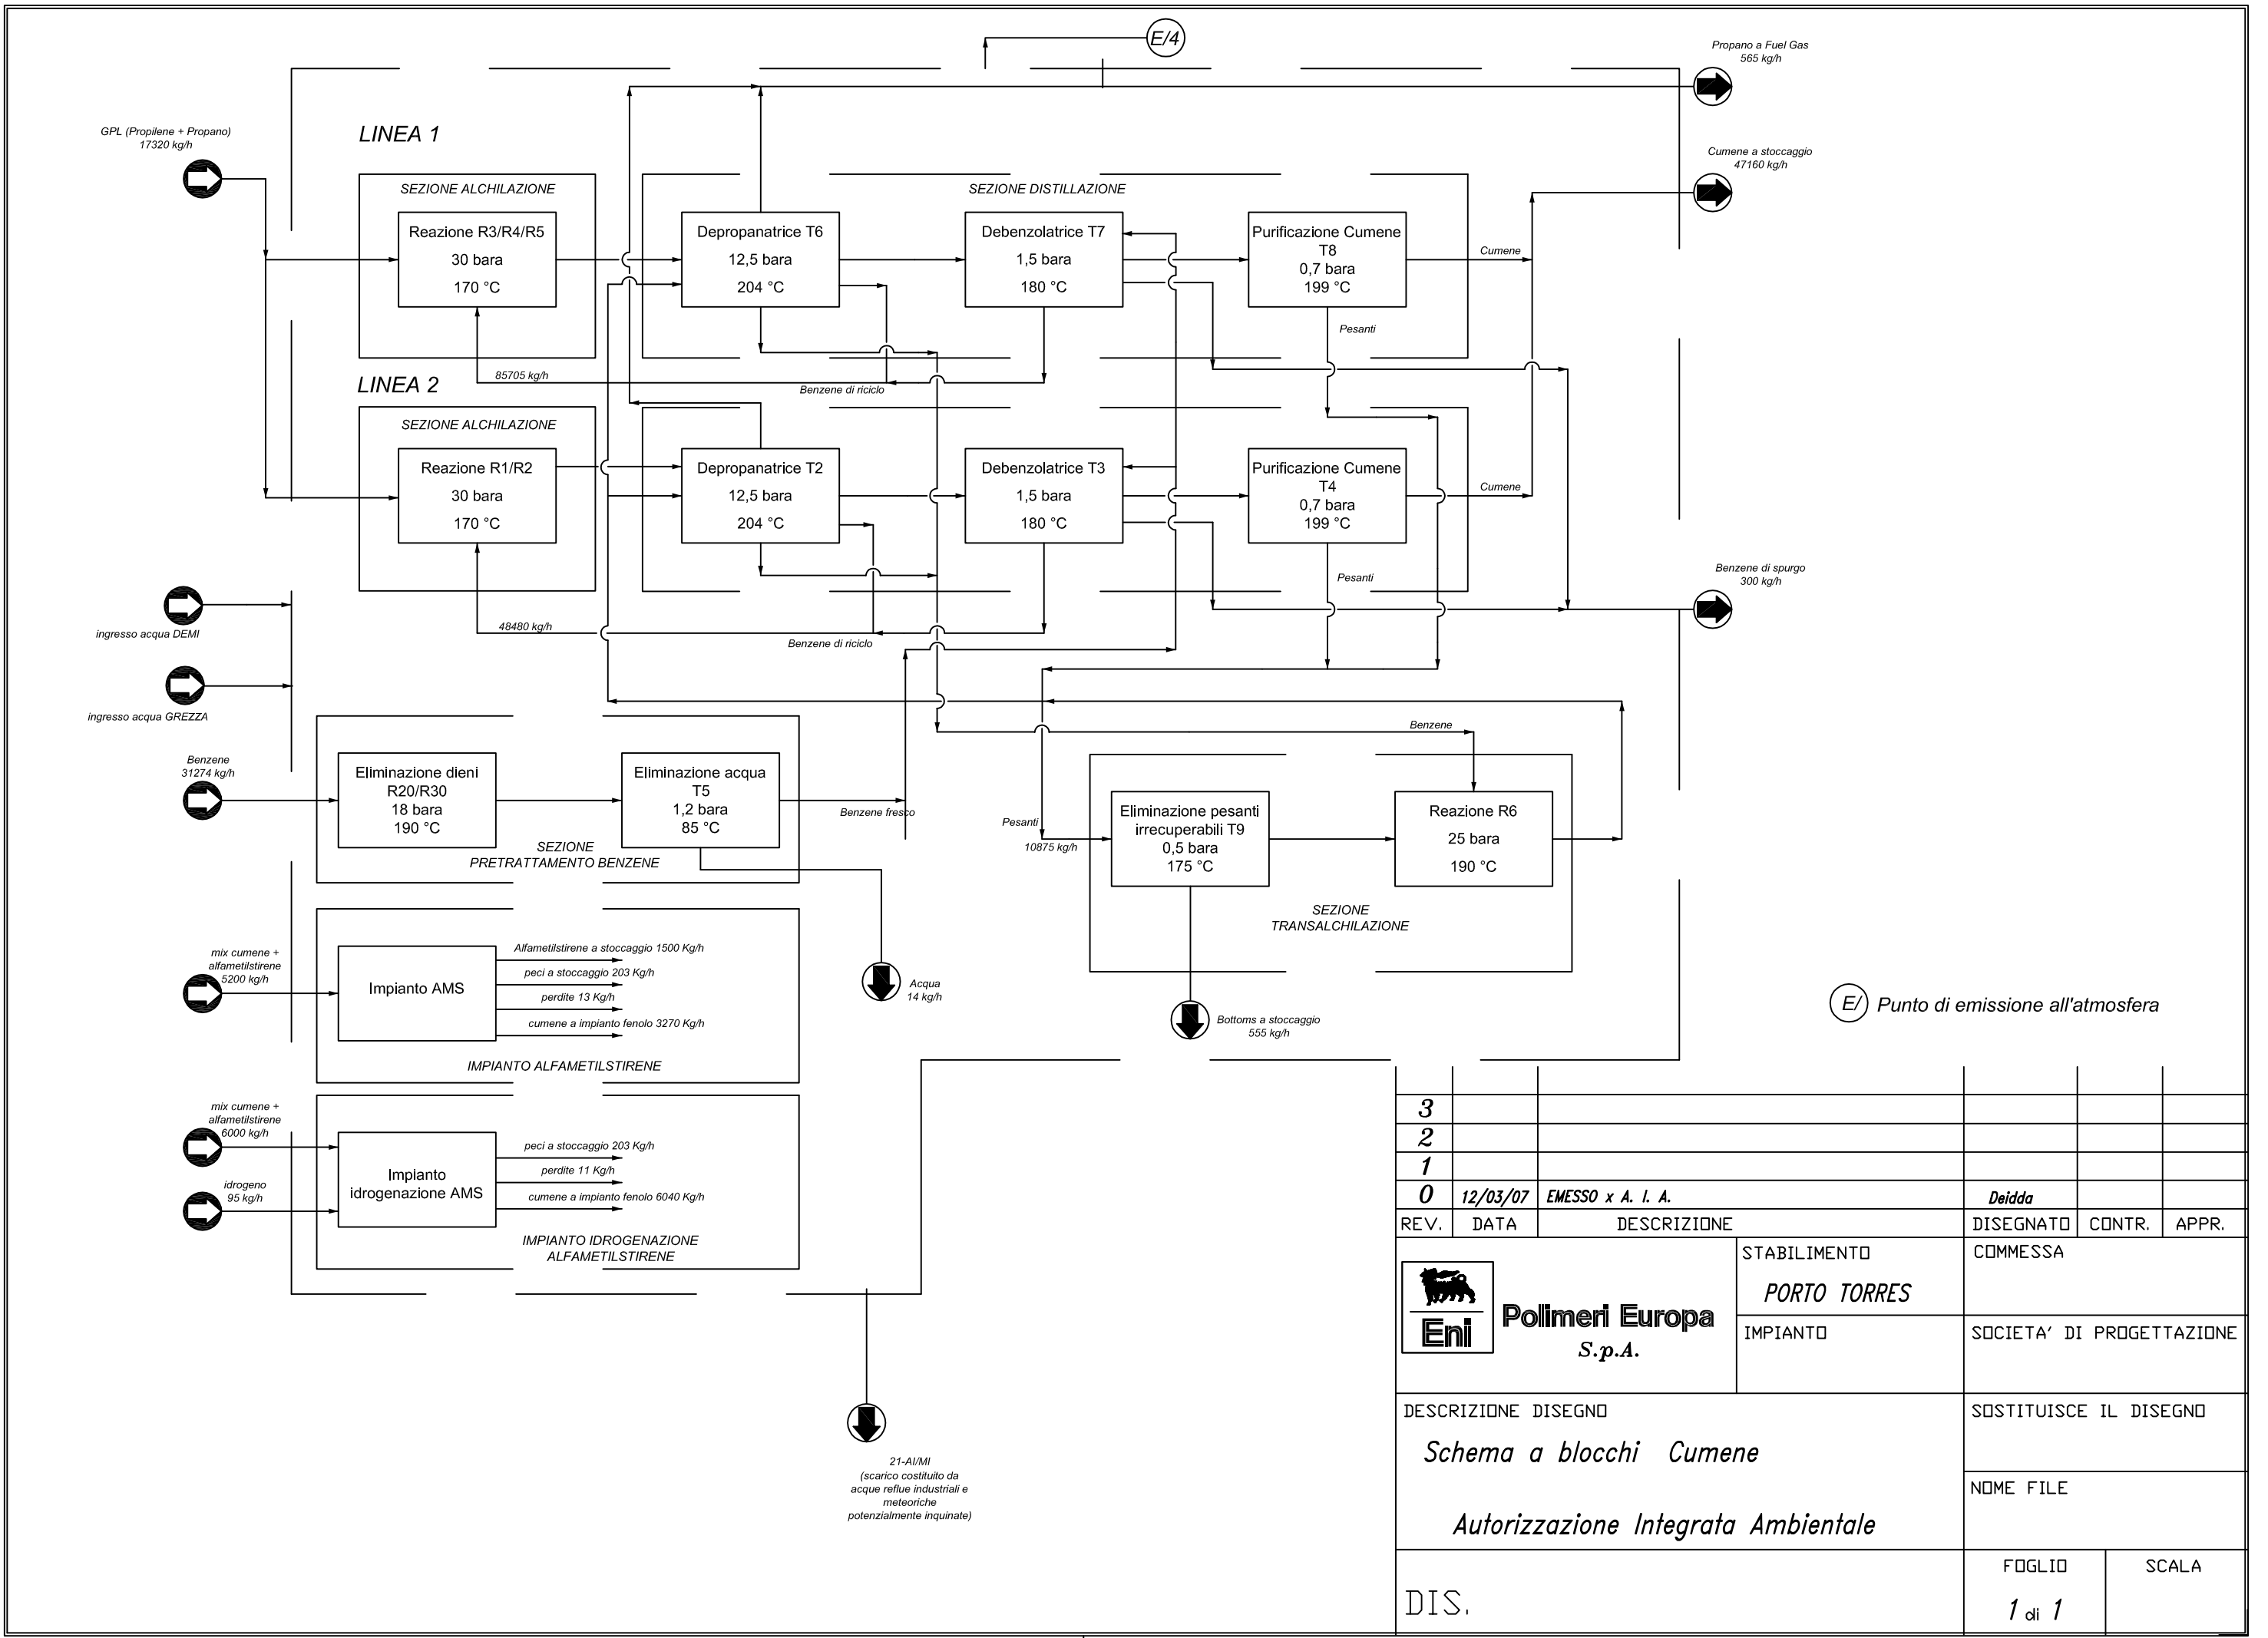 E/4
Propano a Fuel Gas
565 kg/h
GPL (Propilene + Propano)
17320 kg/h
LINEA 1
Cumene a stoccaggio
47160 kg/h
SEZIONE ALCHILAZIONE
SEZIONE DISTILLAZIONE
Reazione R3/R4/R5
30 bara
170 °C
Depropanatrice T6
12,5 bara
204 °C
Debenzolatrice T7
1,5 bara
180 °C
Purificazione Cumene
T8
0,7 bara
199 °C
Cumene
Pesanti
85705 kg/h
Benzene di riciclo
LINEA 2
SEZIONE ALCHILAZIONE
Reazione R1/R2
30 bara
170 °C
Depropanatrice T2
12,5 bara
204 °C
Debenzolatrice T3
1,5 bara
180 °C
Purificazione Cumene
T4
0,7 bara
199 °C
Cumene
Pesanti
Benzene di spurgo
300 kg/h
48480 kg/h
Benzene di riciclo
ingresso acqua DEMI
ingresso acqua GREZZA
Benzene
Benzene
31274 kg/h
Eliminazione dieni
R20/R30
18 bara
190 °C
Eliminazione acqua
T5
1,2 bara
85 °C
Benzene fresco
SEZIONE
PRETRATTAMENTO BENZENE
Pesanti
10875 kg/h
Eliminazione pesanti
irrecuperabili T9
0,5 bara
175 °C
Reazione R6
25 bara
190 °C
SEZIONE
TRANSALCHILAZIONE
mix cumene +
alfametilstirene
5200 kg/h
Impianto AMS
Alfametilstirene a stoccaggio 1500 Kg/h
peci a stoccaggio 203 Kg/h
perdite 13 Kg/h
cumene a impianto fenolo 3270 Kg/h
IMPIANTO ALFAMETILSTIRENE
Acqua
14 kg/h
Bottoms a stoccaggio
555 kg/h
E/ Punto di emissione all'atmosfera
mix cumene +
alfametilstirene
6000 kg/h
idrogeno
95 kg/h
Impianto
idrogenazione AMS
peci a stoccaggio 203 Kg/h
perdite 11 Kg/h
cumene a impianto fenolo 6040 Kg/h
IMPIANTO IDROGENAZIONE
ALFAMETILSTIRENE
21-AI/MI
(scarico costituito da
acque reflue industriali e
meteoriche
potenzialmente inquinate)
3
2
1
0 12/03/07 EMESSO x A. I. A. Deidda
REV. DATA DESCRIZIONE DISEGNATO CONTR. APPR.
Eni
Polimeri Europa
S.p.A.
STABILIMENTO
PORTO TORRES
COMMESSA
IMPIANTO
SOCIETA' DI PROGETTAZIONE
DESCRIZIONE DISEGNO
Schema a blocchi Cumene
Autorizzazione Integrata Ambientale
SOSTITUISCE IL DISEGNO
NOME FILE
DIS.
FOGLIO
1 di 1
SCALA